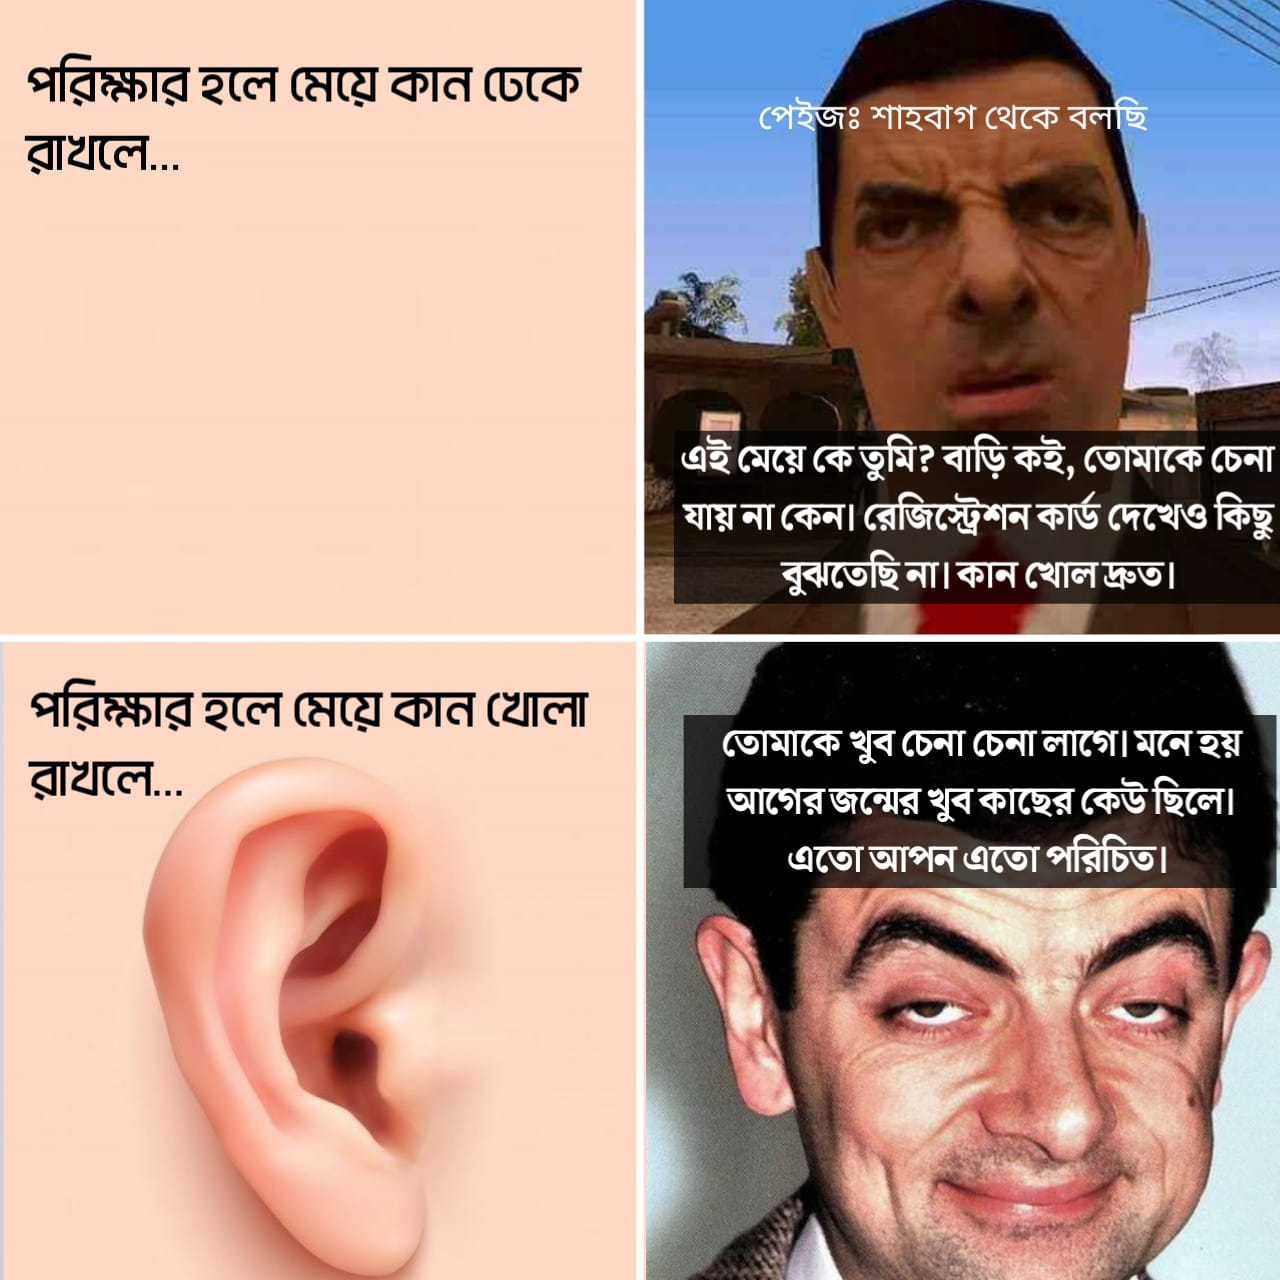 পরিক্ষার হলে মেয়ে কান ঢেকে
রাখলে...
পেইজঃ শাহবাগ থেকে বলছি
এই মেয়ে কে তুমি? বাড়ি কই, তোমাকে চেনা
যায় না কেন। রেজিস্ট্রেশন কার্ড দেখেও কিছু
বুঝতেছি না। কান খোল দ্রুত।
পরিক্ষার হলে মেয়ে কান খোলা
রাখলে...
তোমাকে খুব চেনা চেনা লাগে। মনে হয়
আগের জন্মের খুব কাছের কেউ ছিলে।
এতো আপন এতো পরিচিত।